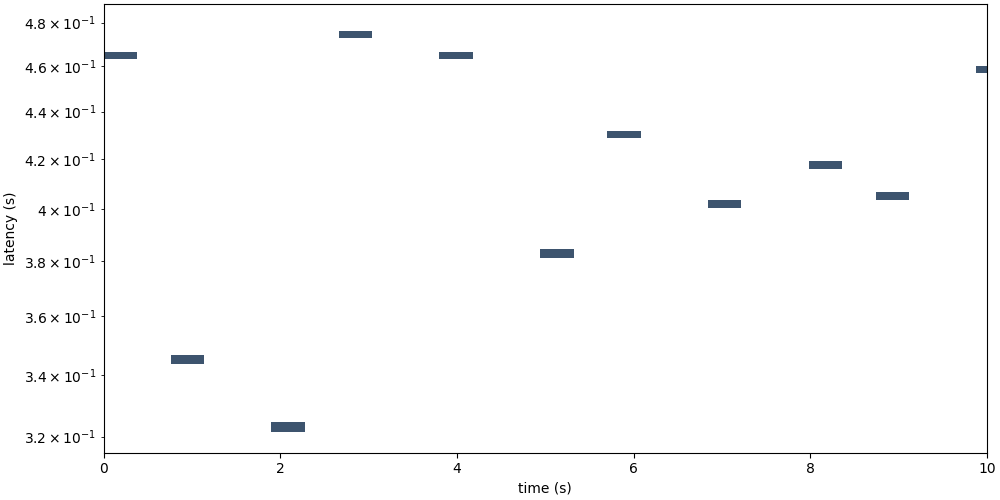 4.8 × 10⁻¹
4.6 × 10⁻¹
4.4 × 10⁻¹
4.2 × 10⁻¹
4 × 10⁻¹
3.8 × 10⁻¹
3.6 × 10⁻¹
3.4 × 10⁻¹
3.2 × 10⁻¹
latency (s)
0 2 4 6 8 10
time (s)